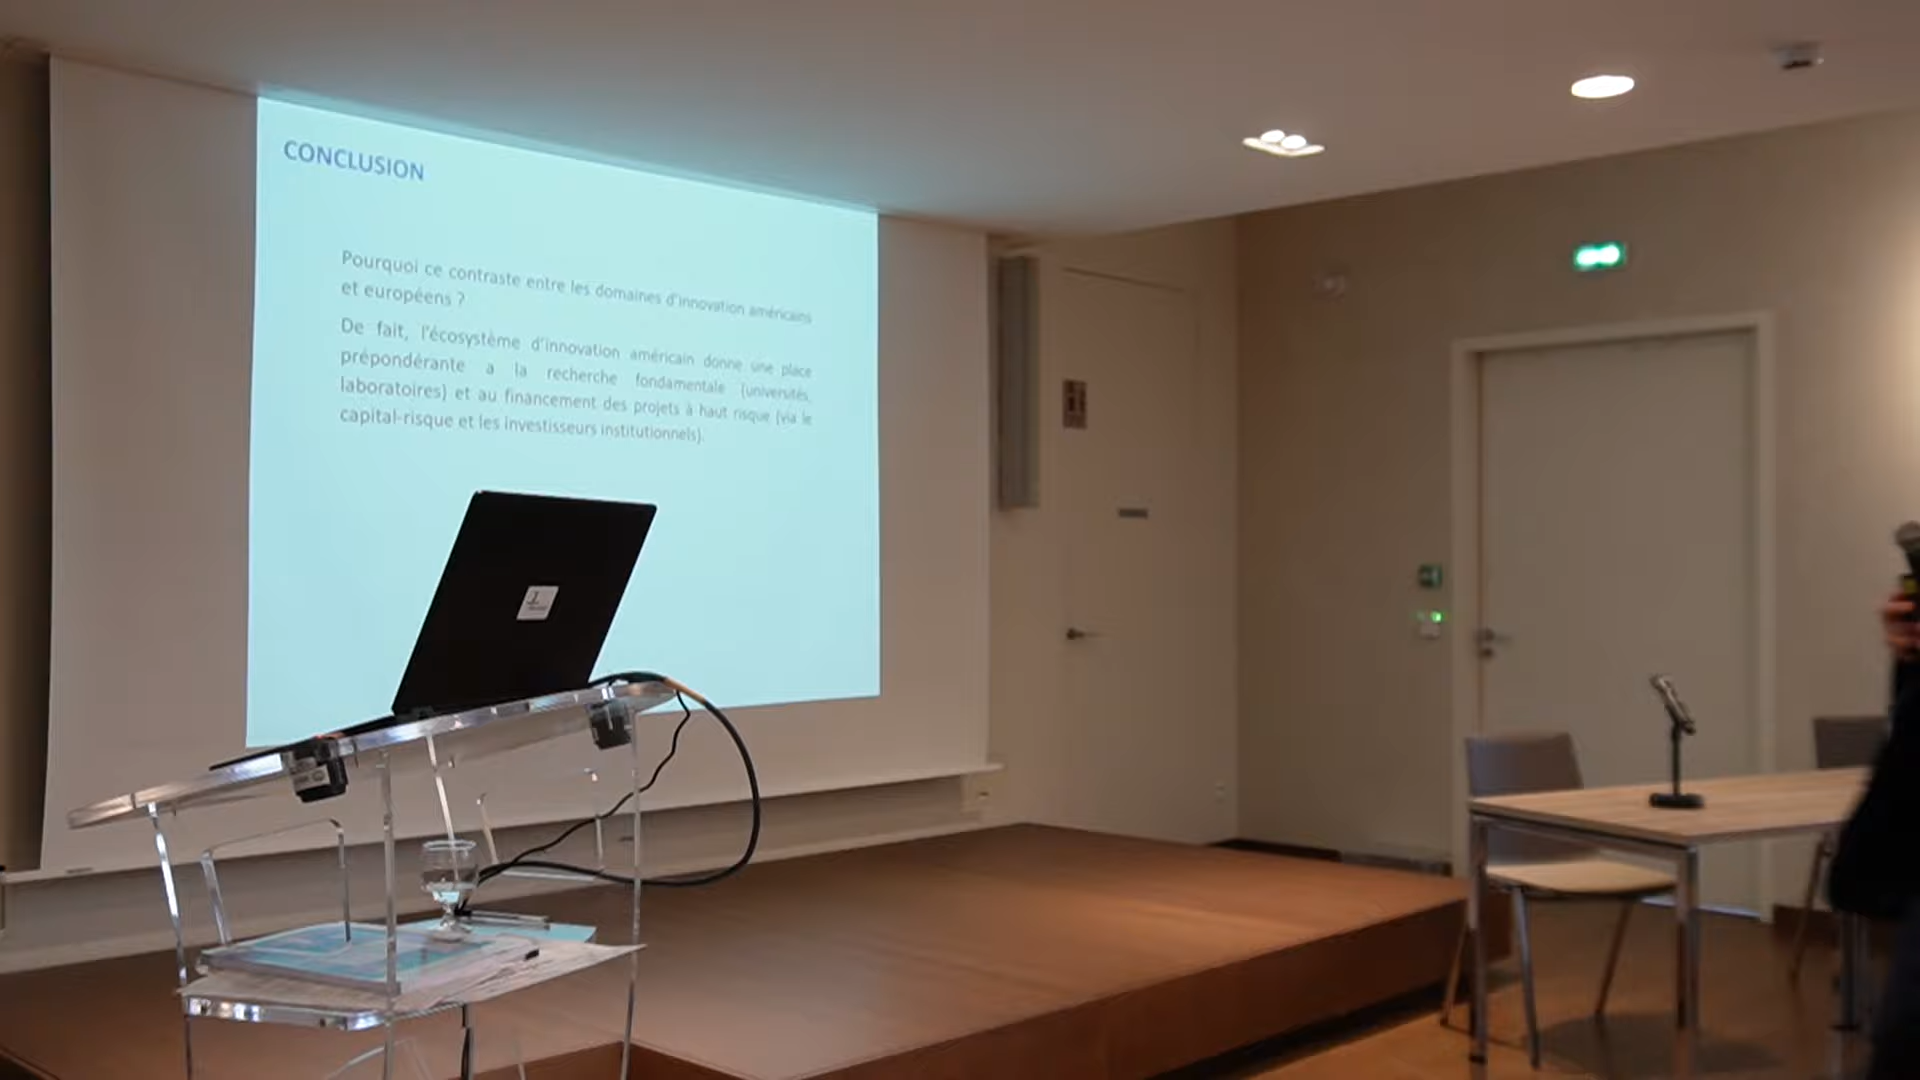 CONCLUSION
Pourquoi ce contraste entre les domaines d'innovation américains
et européens ?
De fait, l'écosystème d'innovation américain donne une place
prépondérante a la recherche fondamentale (universités,
laboratoires) et au financement des projets à haut risque (via le
capital-risque et les investisseurs institutionnels).